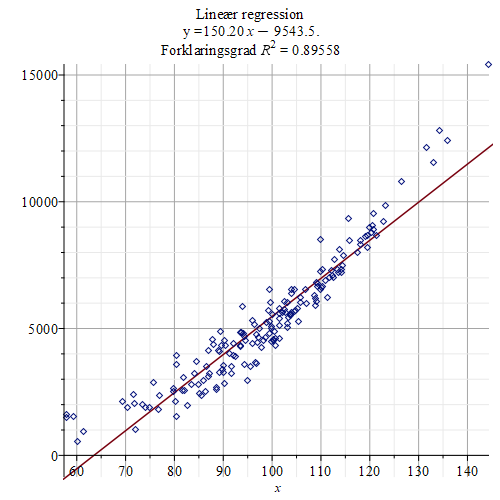 Lineær regression
y =150.20 x − 9543.5.
Forklaringsgrad R² = 0.89558
15000
10000
5000
0
60 70 80 90 100 110 120 130 140
x